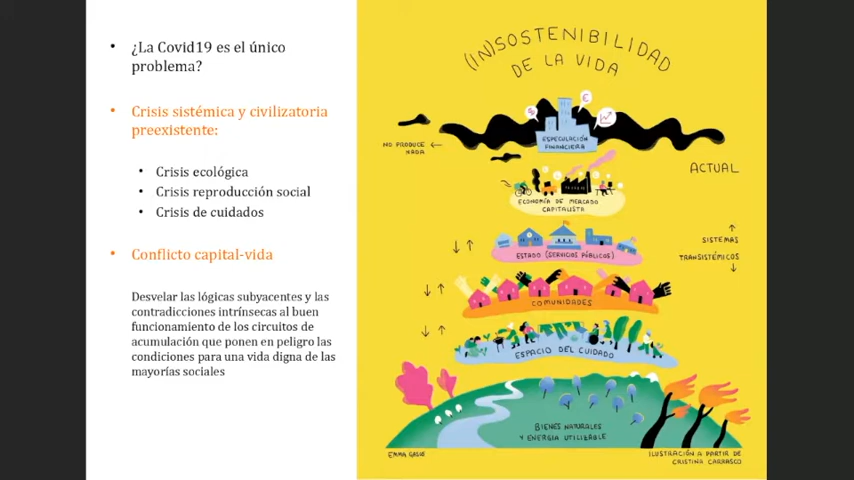 ¿La Covid19 es el único
problema?
Crisis sistémica y civilizatoria
preexistente:
Crisis ecológica
Crisis reproducción social
Crisis de cuidados
Conflicto capital-vida
Desvelar las lógicas subyacentes y las
contradicciones intrínsecas al buen
funcionamiento de los circuitos de
acumulación que ponen en peligro las
condiciones para una vida digna de las
mayorías sociales
(IN)SOSTENIBILIDAD
DE LA VIDA
$
€
ESPECULACIÓN
FINANCIERA
NO PRODUCE
NADA
ACTUAL
ECONOMÍA DE MERCADO
CAPITALISTA
SISTEMAS
TRANSISTÉMICOS
ESTADO (SERVICIOS PÚBLICOS)
COMUNIDADES
ESPACIO DEL CUIDADO
BIENES NATURALES
Y ENERGÍA UTILIZABLE
EMMA GASCÓ
ILUSTRACIÓN A PARTIR DE
CRISTINA CARRASCO